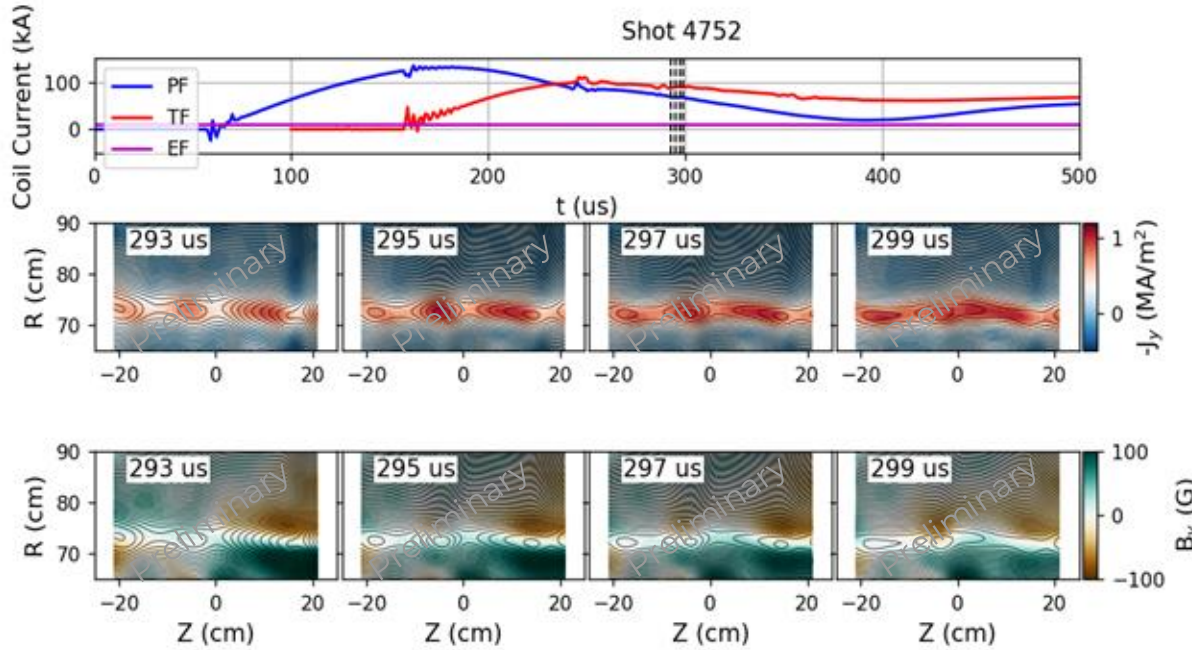 Shot 4752
Coil Current (kA)
100
0
PF
TF
EF
0 100 200 300 400 500
t (us)
R (cm)
90
80
70
293 us
295 us
297 us
299 us
Preliminary Preliminary Preliminary Preliminary
−20 0 20 −20 0 20 −20 0 20 −20 0 20
1
0
-Jy (MA/m²)
R (cm)
90
80
70
293 us
295 us
297 us
299 us
Preliminary Preliminary Preliminary Preliminary
−20 0 20 −20 0 20 −20 0 20 −20 0 20
Z (cm) Z (cm) Z (cm) Z (cm)
100
0
−100
(G)